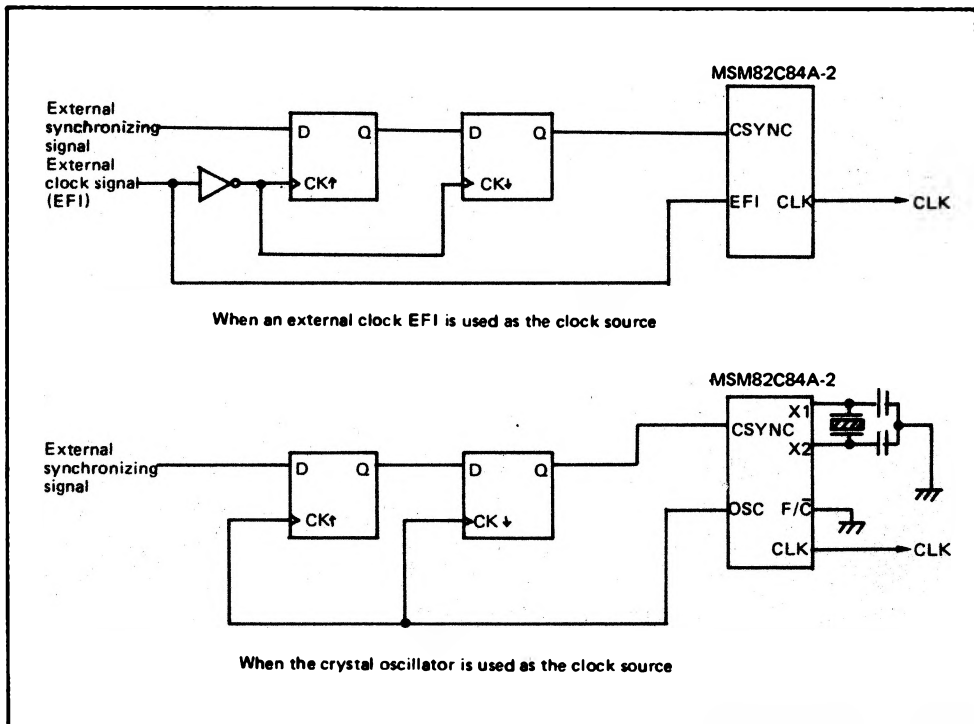 MSM82C84A-2
External
synchronizing
signal
External
clock signal
(EFI)
D Q
CK↑
D Q
CK↓
CSYNC
EFI CLK
CLK
When an external clock EFI is used as the clock source
MSM82C84A-2
External
synchronizing
signal
D Q
CK↑
D Q
CK↓
X1
CSYNC
X2
OSC F/C̅
CLK
CLK
When the crystal oscillator is used as the clock source